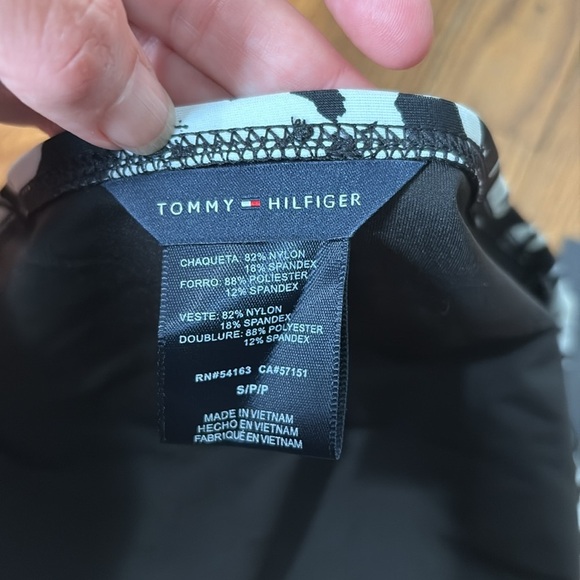 TOMMY HILFIGER
CHAQUETA: 82% NYLON
18% SPANDEX
FORRO: 88% POLIESTER
12% SPANDEX
VESTE: 82% NYLON
18% SPANDEX
DOUBLURE: 88% POLYESTER
12% SPANDEX
RN#54163 CA#57151
S/P/P
MADE IN VIETNAM
HECHO EN VIETNAM
FABRIQUÉ EN VIETNAM